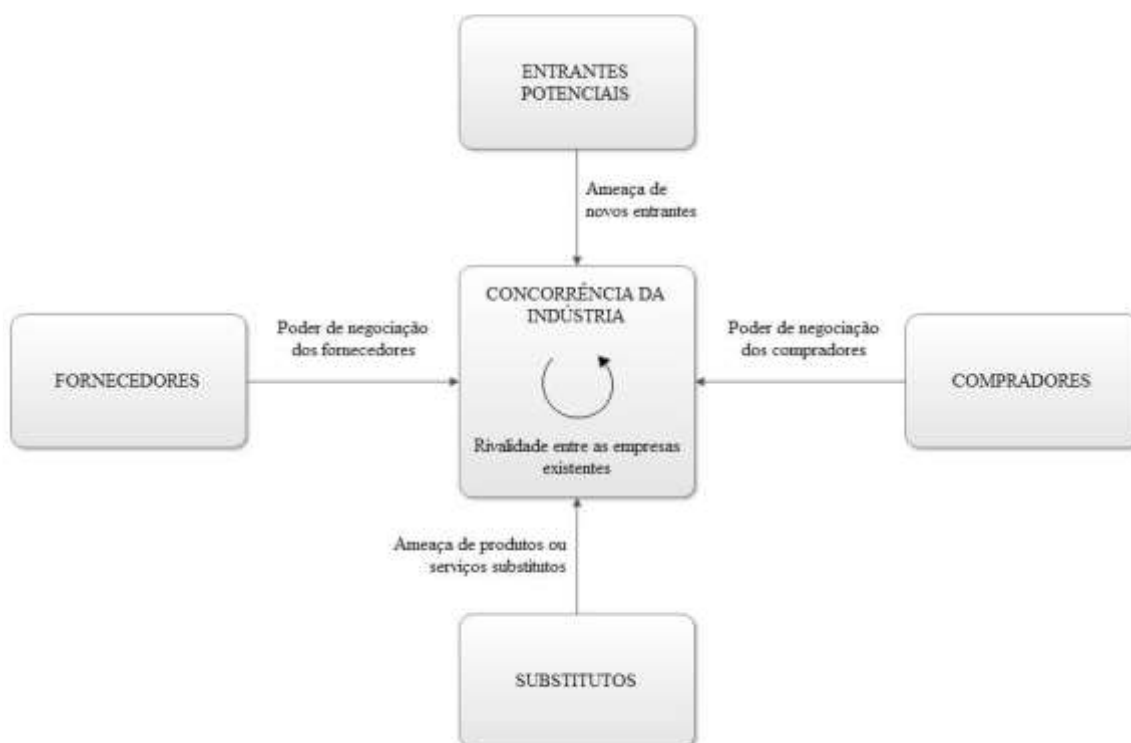 ENTRANTES
POTENCIAIS
Ameaça de
novos entrantes
CONCORRÊNCIA DA
INDÚSTRIA
Poder de negociação
dos fornecedores
Poder de negociação
dos compradores
FORNECEDORES
COMPRADORES
Rivalidade entre as empresas
existentes
Ameaça de produtos ou
serviços substitutos
SUBSTITUTOS